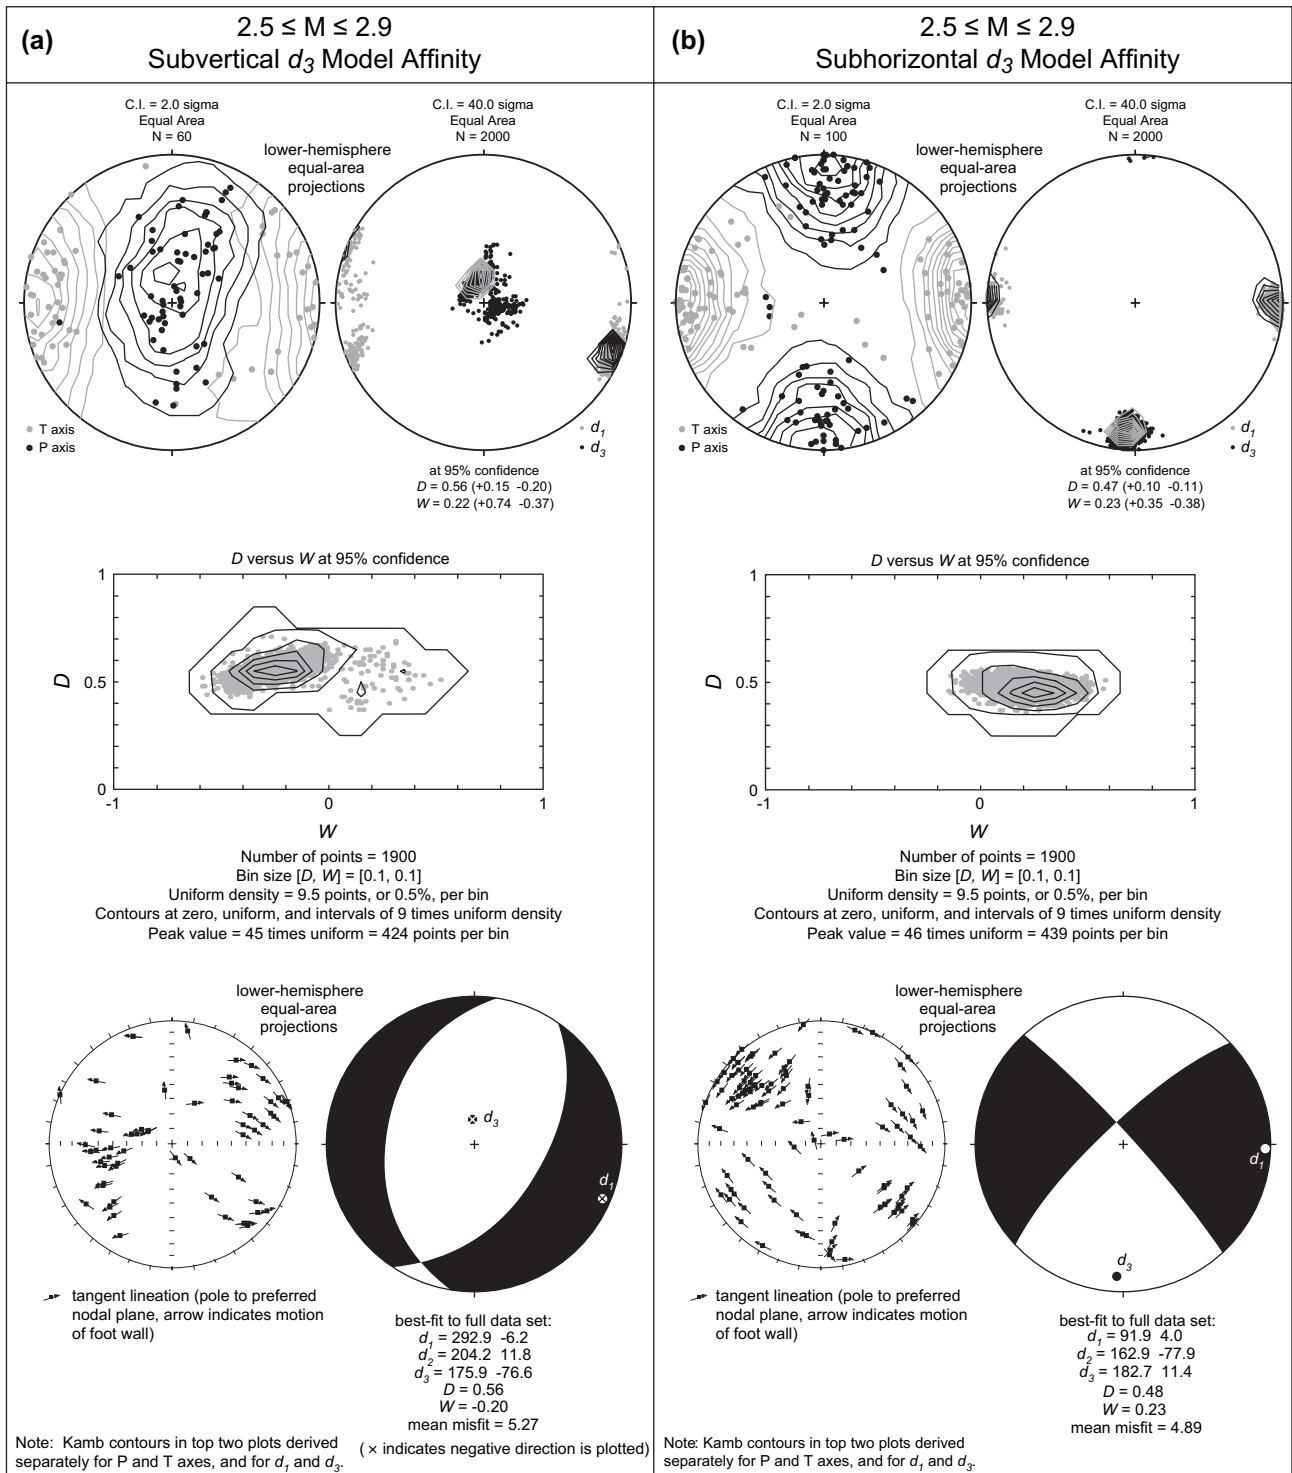 (a)
2.5 ≤ M ≤ 2.9
Subvertical d3 Model Affinity
C.I. = 2.0 sigma
Equal Area
N = 60
lower-hemisphere
equal-area
projections
C.I. = 40.0 sigma
Equal Area
N = 2000
T axis
P axis
d1
d3
at 95% confidence
D = 0.56 (+0.15 -0.20)
W = 0.22 (+0.74 -0.37)
D versus W at 95% confidence
1
D
0.5
0
-1
0
1
W
Number of points = 1900
Bin size [D, W] = [0.1, 0.1]
Uniform density = 9.5 points, or 0.5%, per bin
Contours at zero, uniform, and intervals of 9 times uniform density
Peak value = 45 times uniform = 424 points per bin
lower-hemisphere
equal-area
projections
d3
d1
tangent lineation (pole to preferred
nodal plane, arrow indicates motion
of foot wall)
best-fit to full data set:
d1 = 292.9 -6.2
d2 = 204.2 11.8
d3 = 175.9 -76.6
D = 0.56
W = -0.20
mean misfit = 5.27
(× indicates negative direction is plotted)
Note: Kamb contours in top two plots derived
separately for P and T axes, and for d1 and d3.
(b)
2.5 ≤ M ≤ 2.9
Subhorizontal d3 Model Affinity
C.I. = 2.0 sigma
Equal Area
N = 100
lower-hemisphere
equal-area
projections
C.I. = 40.0 sigma
Equal Area
N = 2000
T axis
P axis
d1
d3
at 95% confidence
D = 0.47 (+0.10 -0.11)
W = 0.23 (+0.35 -0.38)
D versus W at 95% confidence
1
D
0.5
0
-1
0
1
W
Number of points = 1900
Bin size [D, W] = [0.1, 0.1]
Uniform density = 9.5 points, or 0.5%, per bin
Contours at zero, uniform, and intervals of 9 times uniform density
Peak value = 46 times uniform = 439 points per bin
lower-hemisphere
equal-area
projections
d1
d3
tangent lineation (pole to preferred
nodal plane, arrow indicates motion
of foot wall)
best-fit to full data set:
d1 = 91.9 4.0
d2 = 162.9 -77.9
d3 = 182.7 11.4
D = 0.48
W = 0.23
mean misfit = 4.89
Note: Kamb contours in top two plots derived
separately for P and T axes, and for d1 and d3.